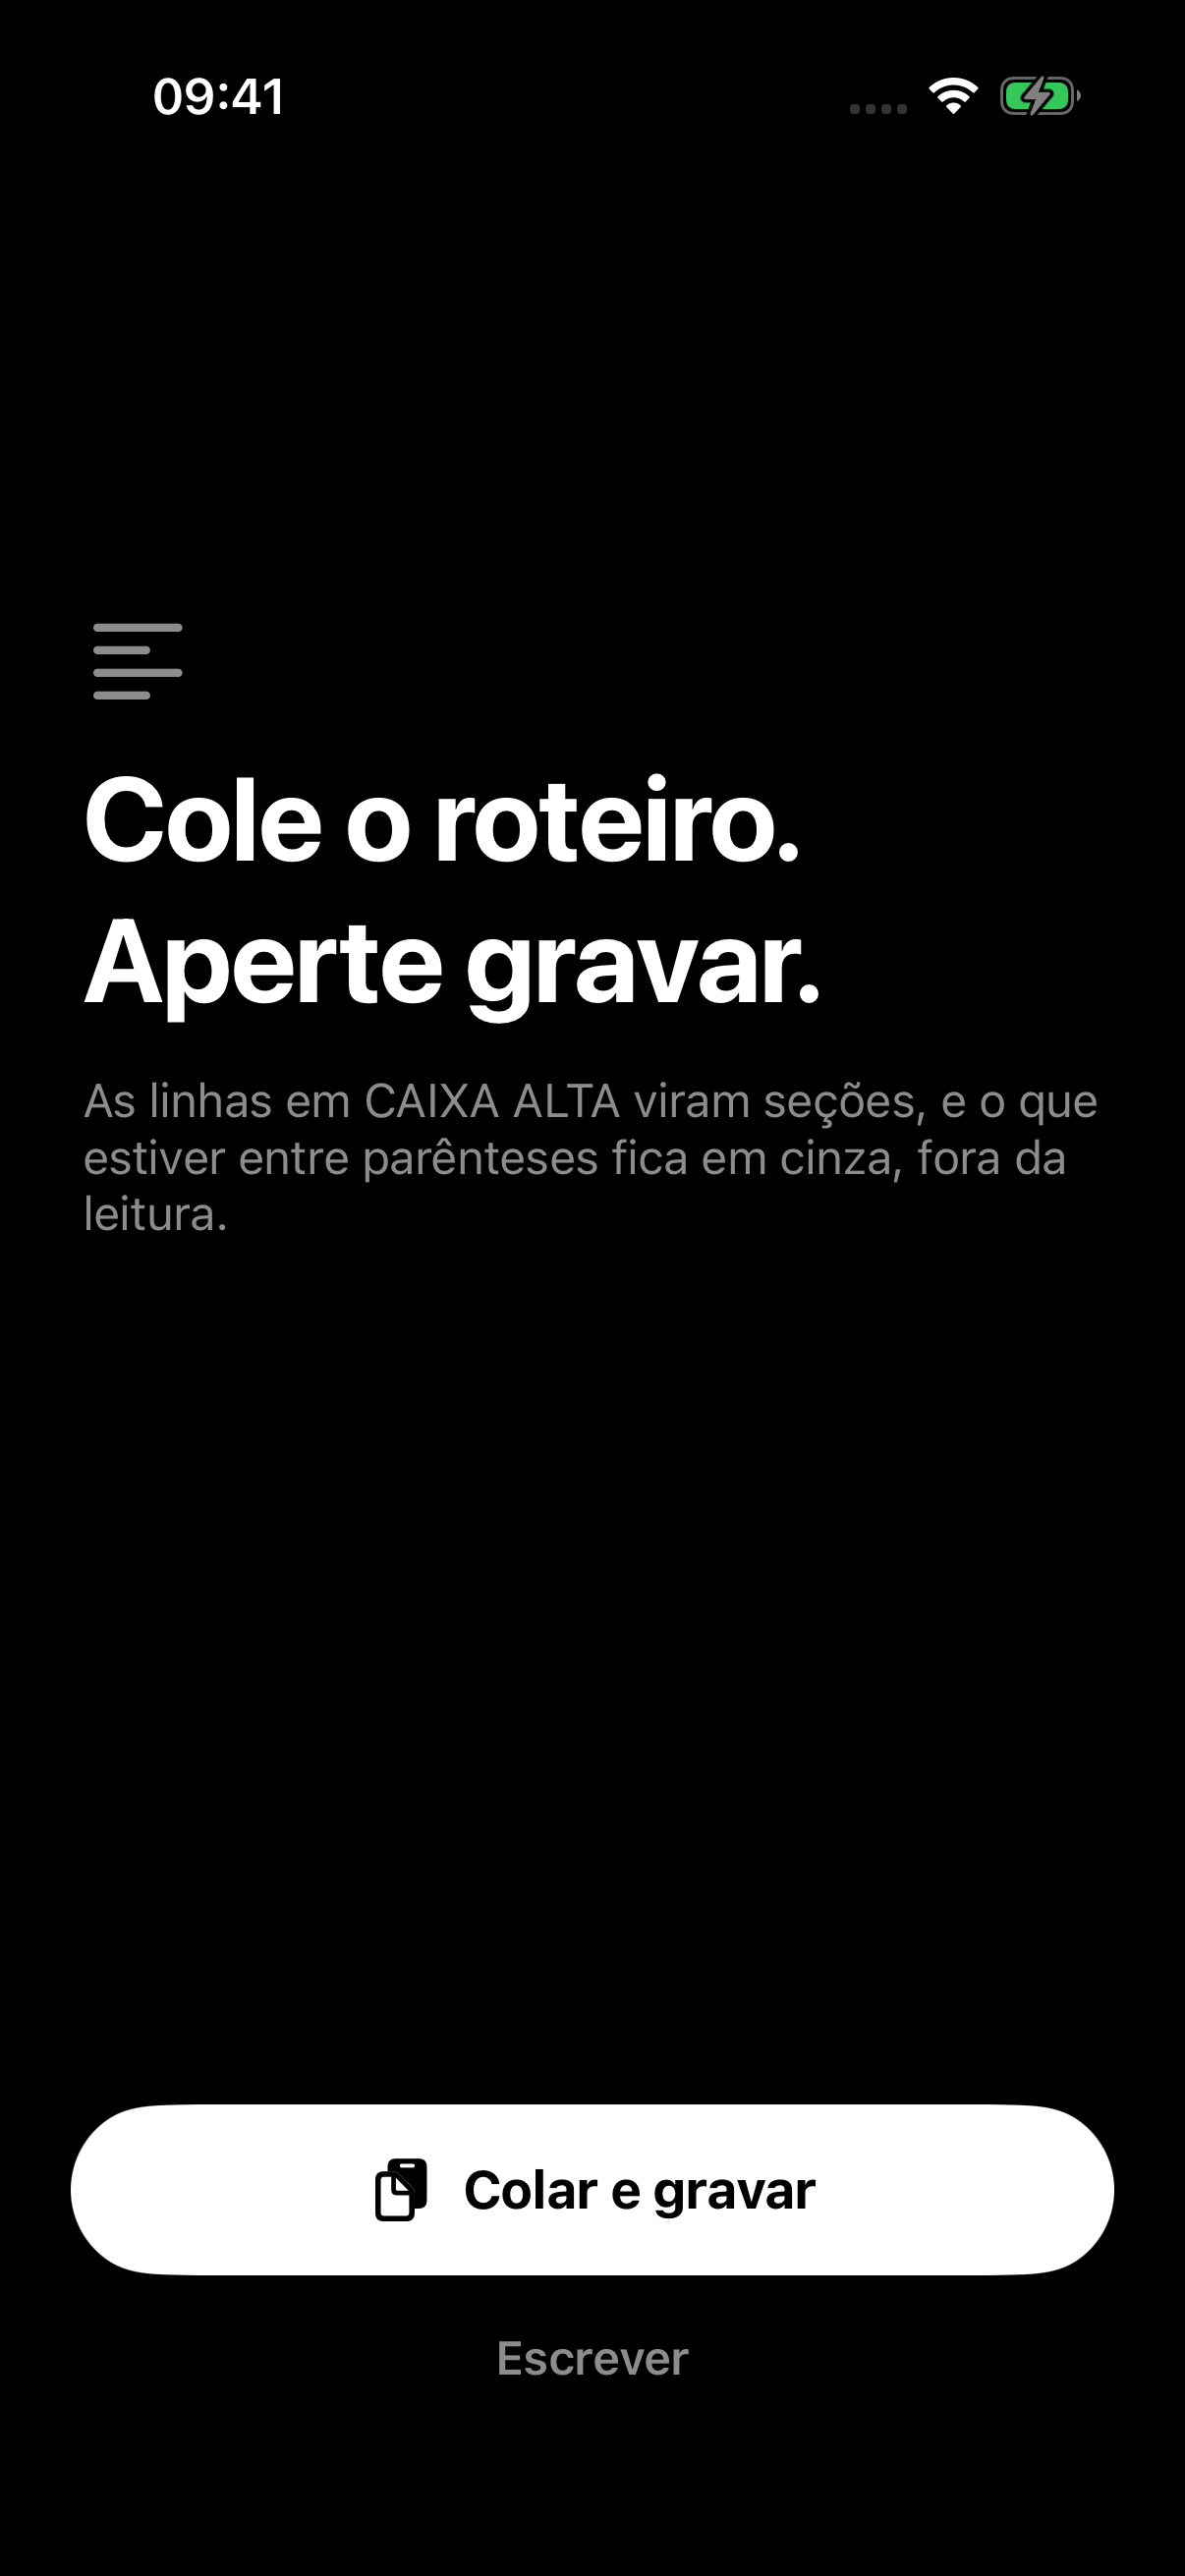 09:41
Cole o roteiro.
Aperte gravar.
As linhas em CAIXA ALTA viram seções, e o que
estiver entre parênteses fica em cinza, fora da
leitura.
Colar e gravar
Escrever